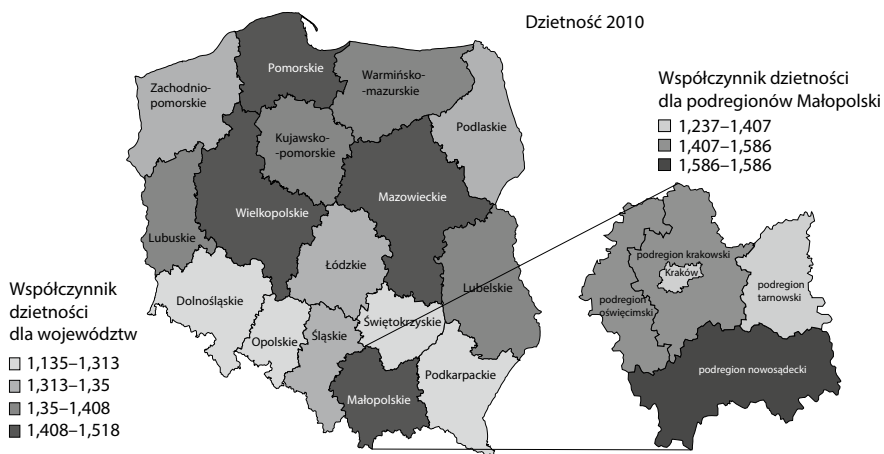 Dzietność 2010
Pomorskie
Warmińsko-
-mazurskie
Zachodnio-
pomorskie
Podlaskie
Kujawsko-
-pomorskie
Mazowieckie
Wielkopolskie
Lubuskie
Łódzkie
Lubelskie
Dolnośląskie
Opolskie
Śląskie
Świętokrzyskie
Podkarpackie
Małopolskie
Współczynnik
dzietności
dla województw
1,135–1,313
1,313–1,35
1,35–1,408
1,408–1,518
Współczynnik dzietności
dla podregionów Małopolski
1,237–1,407
1,407–1,586
1,586–1,586
podregion krakowski
Kraków
podregion
tarnowski
podregion
oświęcimski
podregion nowosądecki